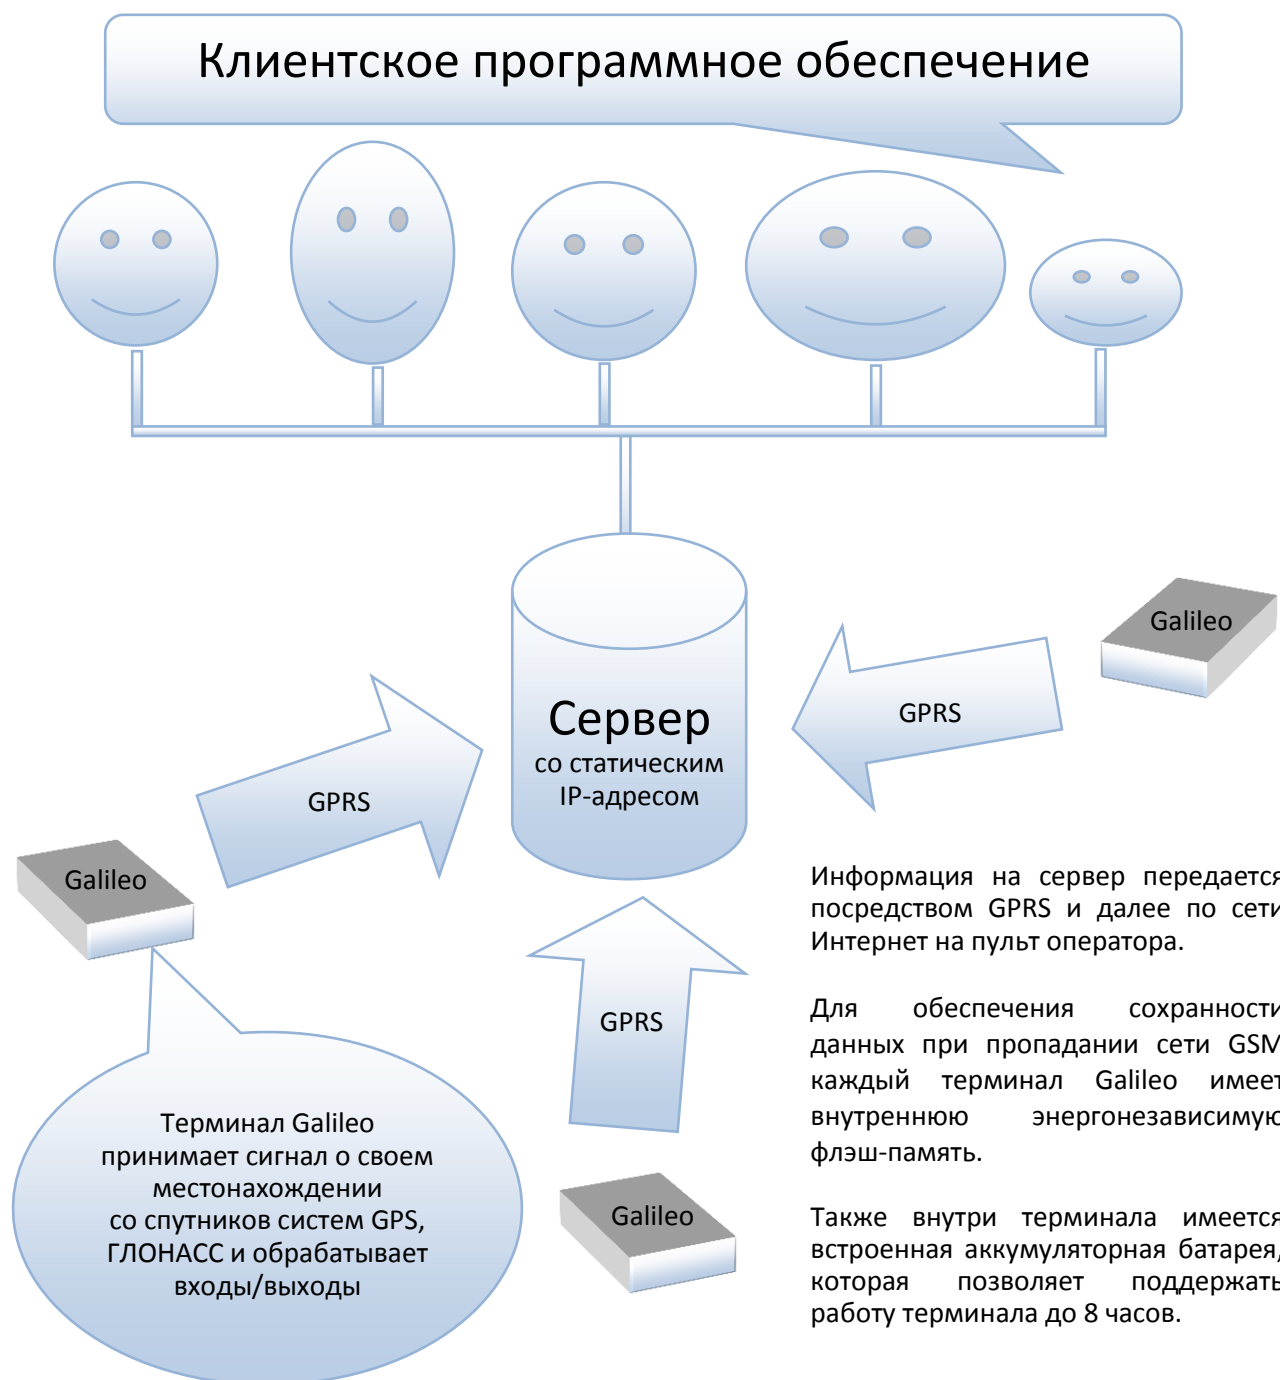 Клиентское программное обеспечение
Galileo
GPRS
Сервер
со статическим
IP-адресом
GPRS
Galileo
GPRS
Galileo
Терминал Galileo
принимает сигнал о своем
местонахождении
со спутников систем GPS,
ГЛОНАСС и обрабатывает
входы/выходы
Информация на сервер передается
посредством GPRS и далее по сети
Интернет на пульт оператора.
Для обеспечения сохранности
данных при пропадании сети GSM
каждый терминал Galileo имеет
внутреннюю энергонезависимую
флэш-память.
Также внутри терминала имеется
встроенная аккумуляторная батарея,
которая позволяет поддержать
работу терминала до 8 часов.